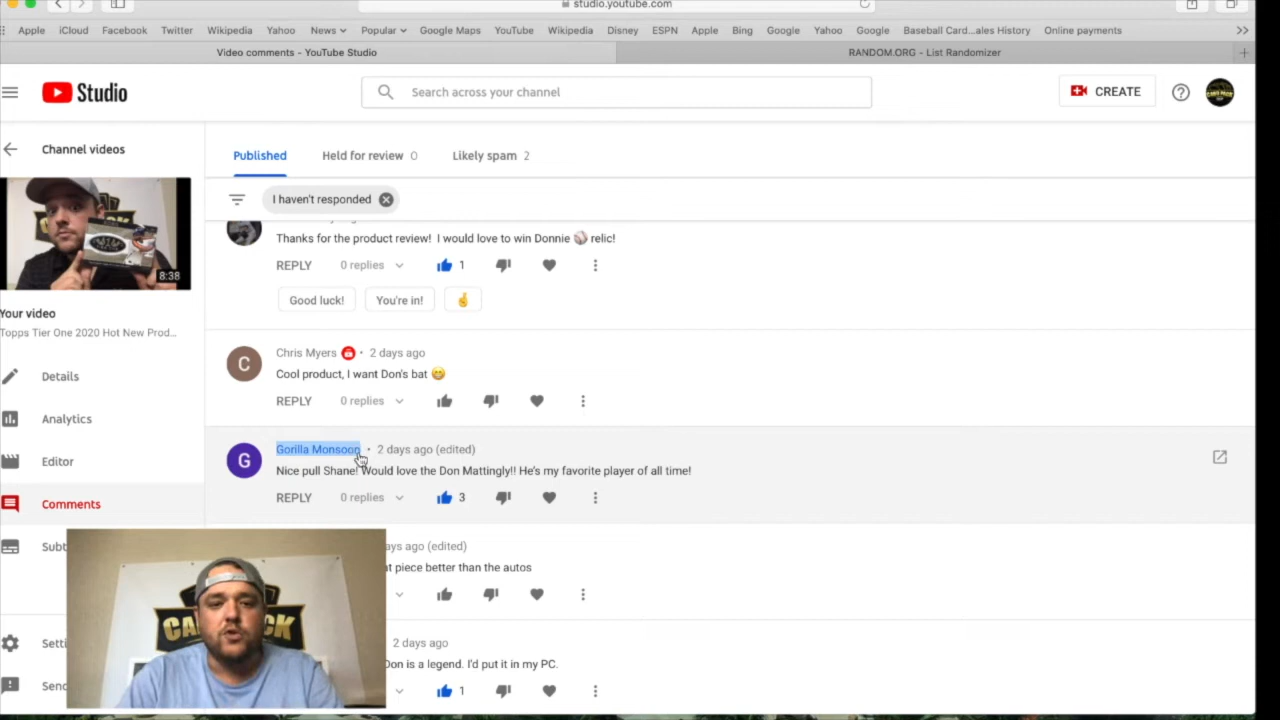 studio.youtube.com
Apple iCloud Facebook Twitter Wikipedia Yahoo News Popular Google Maps YouTube Wikipedia Disney ESPN Apple Bing Google Yahoo Google Baseball Card...ales History Online payments
Video comments - YouTube Studio RANDOM.ORG - List Randomizer
Studio Search across your channel CREATE
Channel videos
Published Held for review 0 Likely spam 2
I haven't responded
Thanks for the product review! I would love to win Donnie ⚾ relic!
REPLY 0 replies 1
8:38
Good luck! You're in! 🤞
Your video
Topps Tier One 2020 Hot New Prod...
Chris Myers • 2 days ago
Cool product, I want Don's bat 😁
REPLY 0 replies
Details
Analytics
Editor
Comments
Gorilla Monsoon • 2 days ago (edited)
G
Nice pull Shane! Would love the Don Mattingly!! He's my favorite player of all time!
REPLY 0 replies 3
C
Subt
ays ago (edited)
t piece better than the autos
Setti
2 days ago
Don is a legend. I'd put it in my PC.
Send
1
CARD PACK